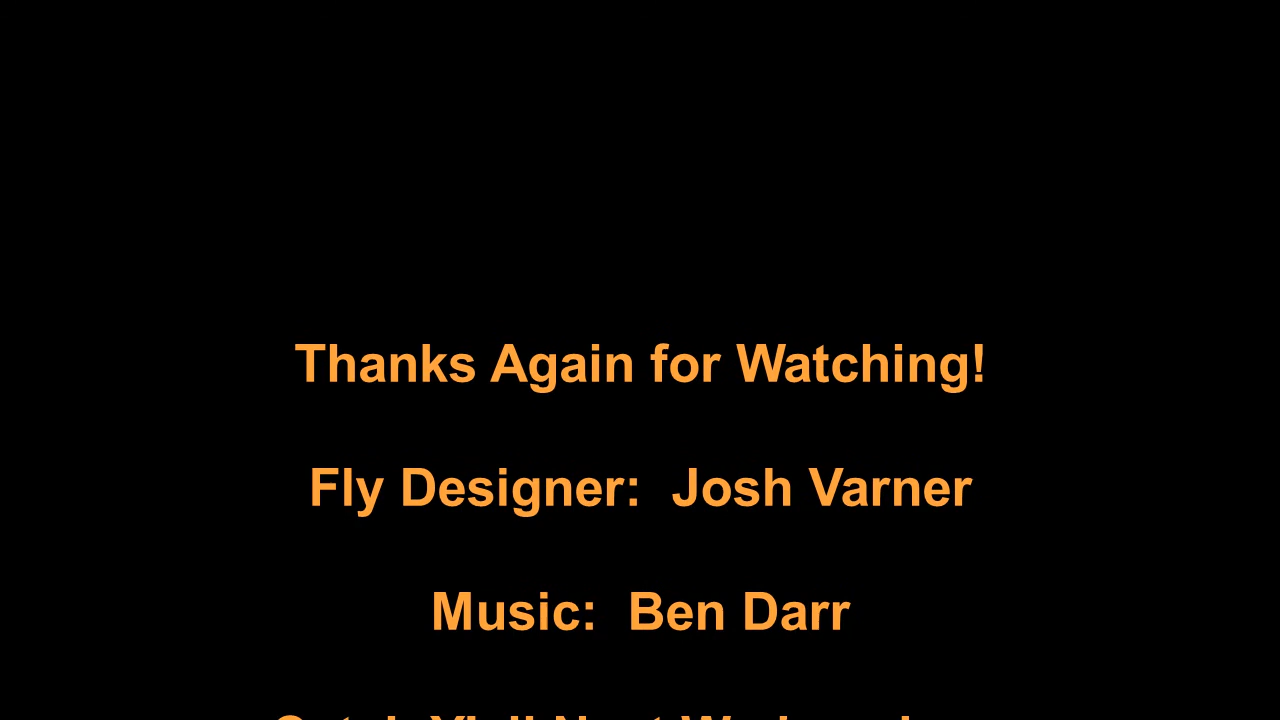 Thanks Again for Watching!
Fly Designer:  Josh Varner
Music:  Ben Darr